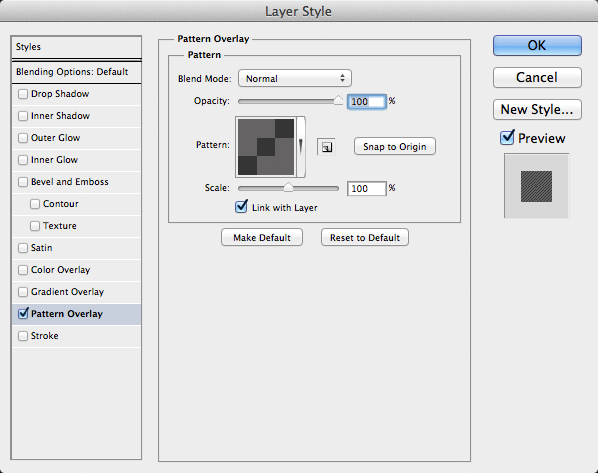 Layer Style
Styles
Blending Options: Default
Drop Shadow
Inner Shadow
Outer Glow
Inner Glow
Bevel and Emboss
Contour
Texture
Satin
Color Overlay
Gradient Overlay
Pattern Overlay
Stroke
Pattern Overlay
Pattern
Blend Mode: Normal
Opacity: 100 %
Pattern: Snap to Origin
Scale: 100 %
Link with Layer
Make Default Reset to Default
OK
Cancel
New Style...
Preview